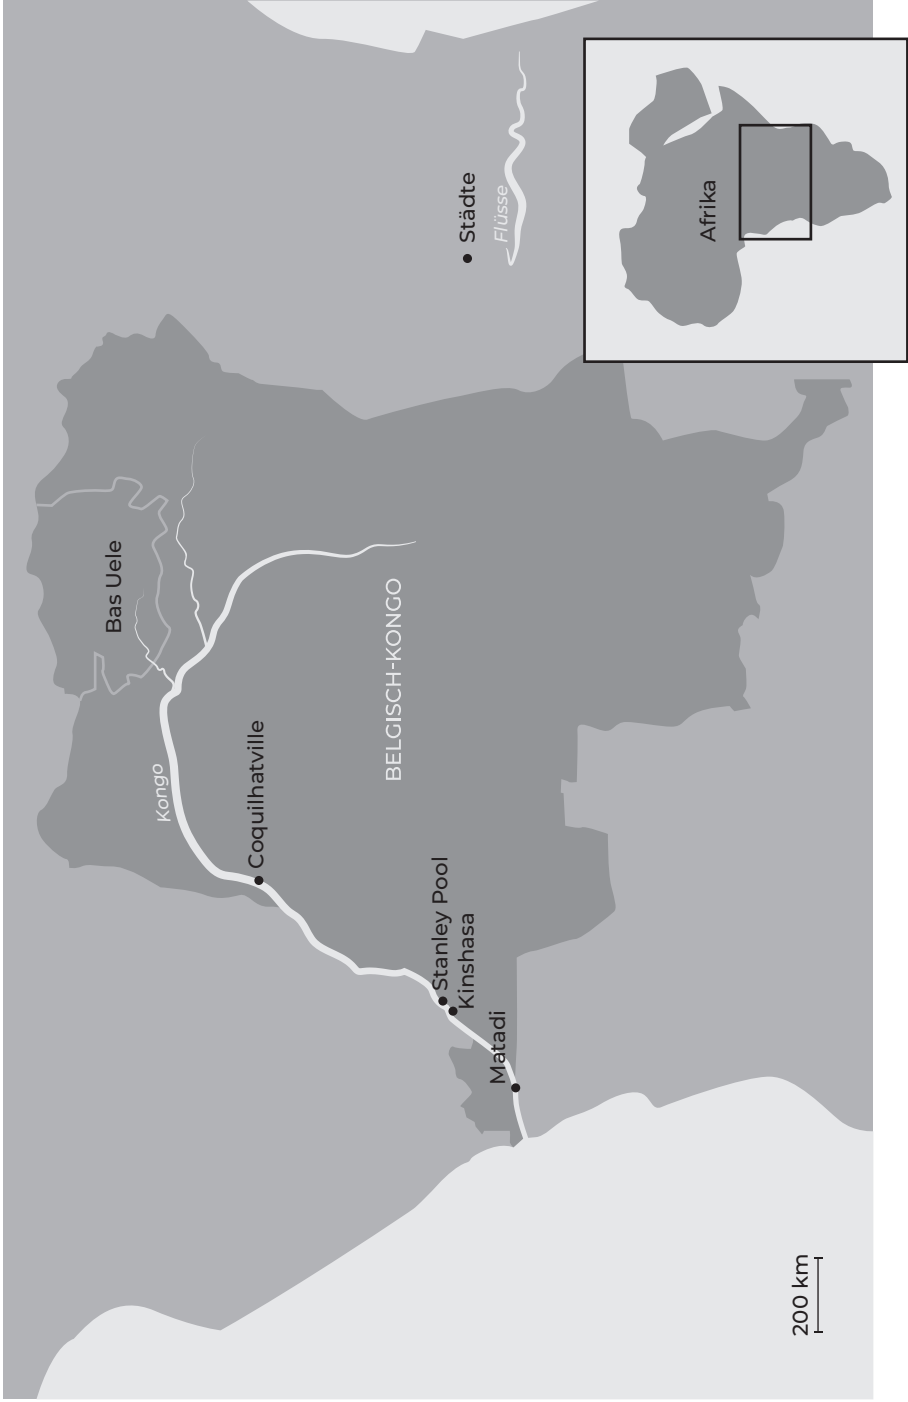 Bas Uele
Kongo
Coquilhatville
BELGISCH-KONGO
Stanley Pool
Kinshasa
Matadi
Städte
Flüsse
Afrika
200 km